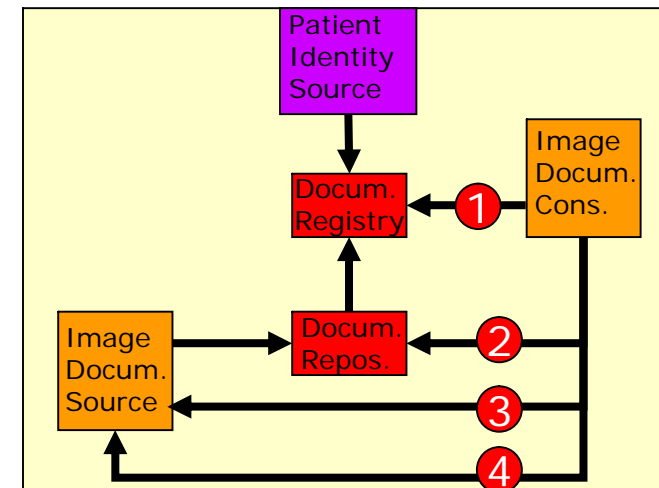 Patient
Identity
Source
Image
Docum.
Cons.
Docum.
Registry
1
Docum.
Repos.
2
Image
Docum.
Source
3
4